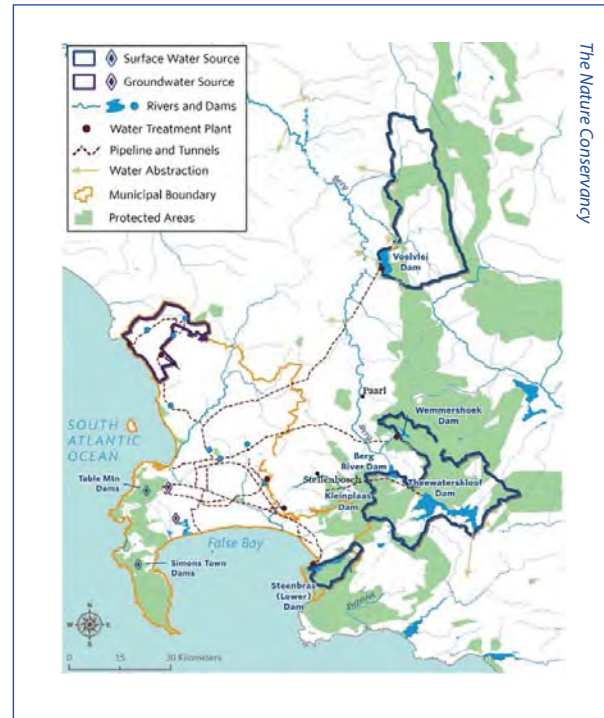 Surface Water Source
Groundwater Source
Rivers and Dams
Water Treatment Plant
Pipeline and Tunnels
Water Abstraction
Municipal Boundary
Protected Areas
The Nature Conservancy
Berg
Voelvlei
Dam
Paarl
Wemmershoek
Dam
SOUTH
ATLANTIC
OCEAN
Berg
Berg
River Dam
Stellenbosch
Theewaterskloof
Dam
Kleinplaas
Dam
Table Mtn
Dams
False Bay
Simons Town
Dams
Steenbras
(Lower)
Dam
N
W
E
S
0 15 30 Kilometers